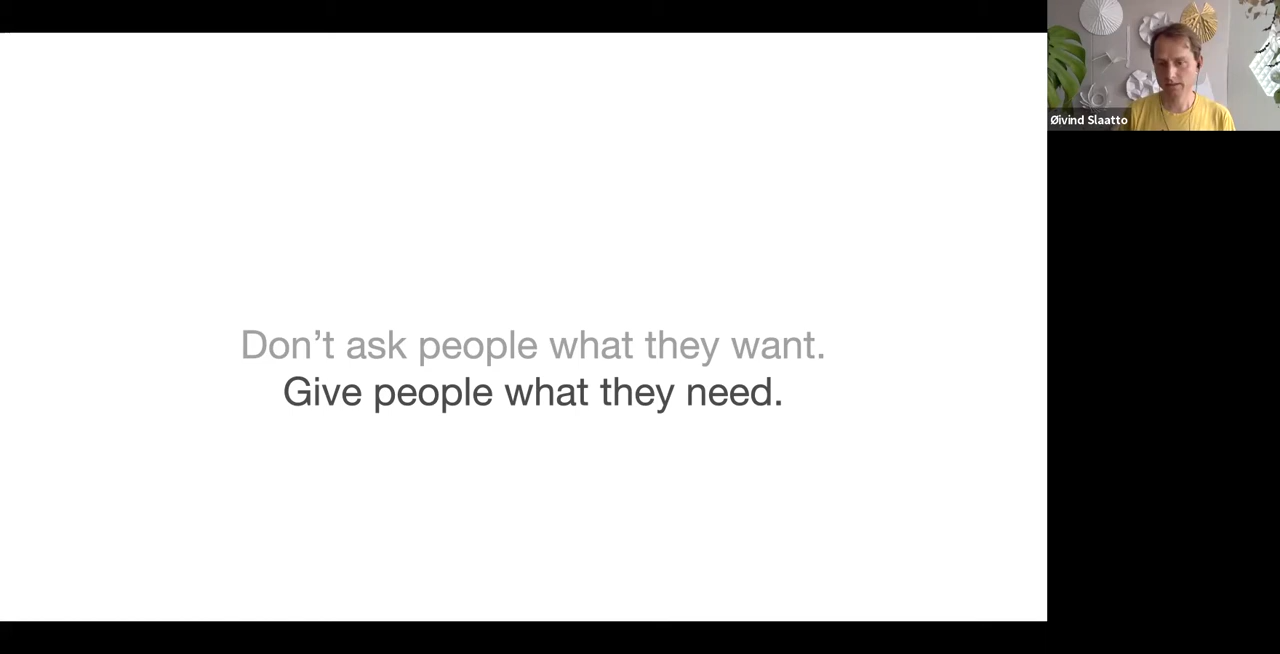 Don't ask people what they want.
Give people what they need.
Øivind Slaatto